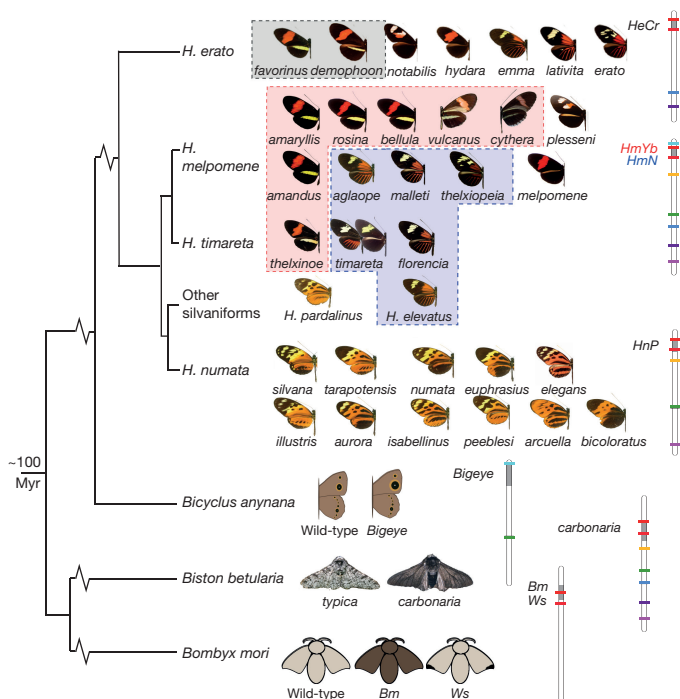 H. erato
favorinus demophoon notabilis hydara emma lativita erato
HeCr
amaryllis rosina bellula vulcanus cythera plesseni
H.
melpomene
HmYb
HmN
amandus aglaope malleti thelxiopeia melpomene
H. timareta
thelxinoe timareta florencia
Other
silvaniforms
H. pardalinus H. elevatus
H. numata
HnP
silvana tarapotensis numata euphrasius elegans
illustris aurora isabellinus peeblesi arcuella bicoloratus
~100
Myr
Bicyclus anynana
Wild-type Bigeye
Bigeye
carbonaria
Biston betularia
typica carbonaria
Bm
Ws
Bombyx mori
Wild-type Bm Ws